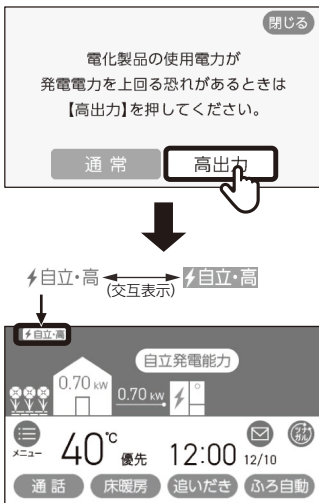 閉じる
電化製品の使用電力が
発電電力を上回る恐れがあるときは
【高出力】を押してください。
通常 高出力
自立・高 自立・高
(交互表示)
自立・高
自立発電能力
0.70 kW 0.70 kW
メニュー 40℃ 優先 12:00 12/10 ツナガル
通話 床暖房 追いだき ふろ自動